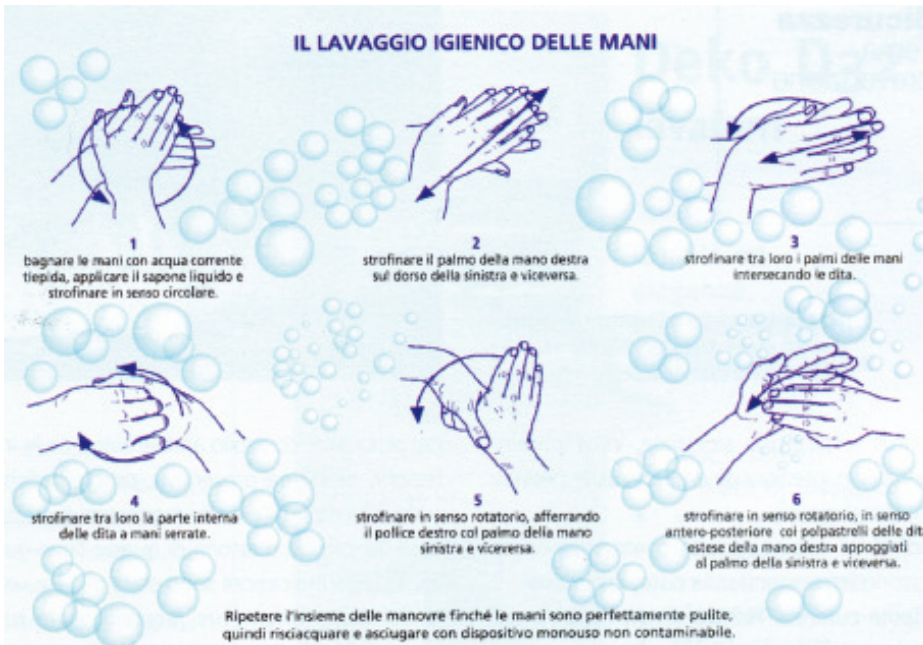 IL LAVAGGIO IGIENICO DELLE MANI
1
bagnare le mani con acqua corrente
tiepida, applicare il sapone liquido e
strofinare in senso circolare.
2
strofinare il palmo della mano destra
sul dorso della sinistra e viceversa.
3
strofinare tra loro i palmi delle mani
intersecando le dita.
4
strofinare tra loro la parte interna
delle dita a mani serrate.
5
strofinare in senso rotatorio, afferrando
il pollice destro col palmo della mano
sinistra e viceversa.
6
strofinare in senso rotatorio, in senso
antero-posteriore coi polpastrelli delle dita
estese della mano destra appoggiati
al palmo della sinistra e viceversa.
Ripetere l'insieme delle manovre finché le mani sono perfettamente pulite,
quindi risciacquare e asciugare con dispositivo monouso non contaminabile.